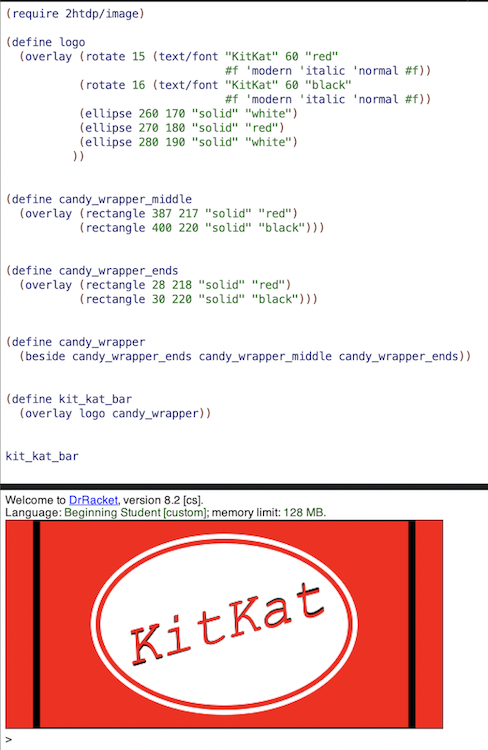 (require 2htdp/image)
(define logo
(overlay (rotate 15 (text/font "KitKat" 60 "red"
#f 'modern 'italic 'normal #f))
(rotate 16 (text/font "KitKat" 60 "black"
#f 'modern 'italic 'normal #f))
(ellipse 260 170 "solid" "white")
(ellipse 270 180 "solid" "red")
(ellipse 280 190 "solid" "white")
))
(define candy_wrapper_middle
(overlay (rectangle 387 217 "solid" "red")
(rectangle 400 220 "solid" "black")))
(define candy_wrapper_ends
(overlay (rectangle 28 218 "solid" "red")
(rectangle 30 220 "solid" "black")))
(define candy_wrapper
(beside candy_wrapper_ends candy_wrapper_middle candy_wrapper_ends))
(define kit_kat_bar
(overlay logo candy_wrapper))
kit_kat_bar
Welcome to DrRacket, version 8.2 [cs].
Language: Beginning Student [custom]; memory limit: 128 MB.
KitKat
>